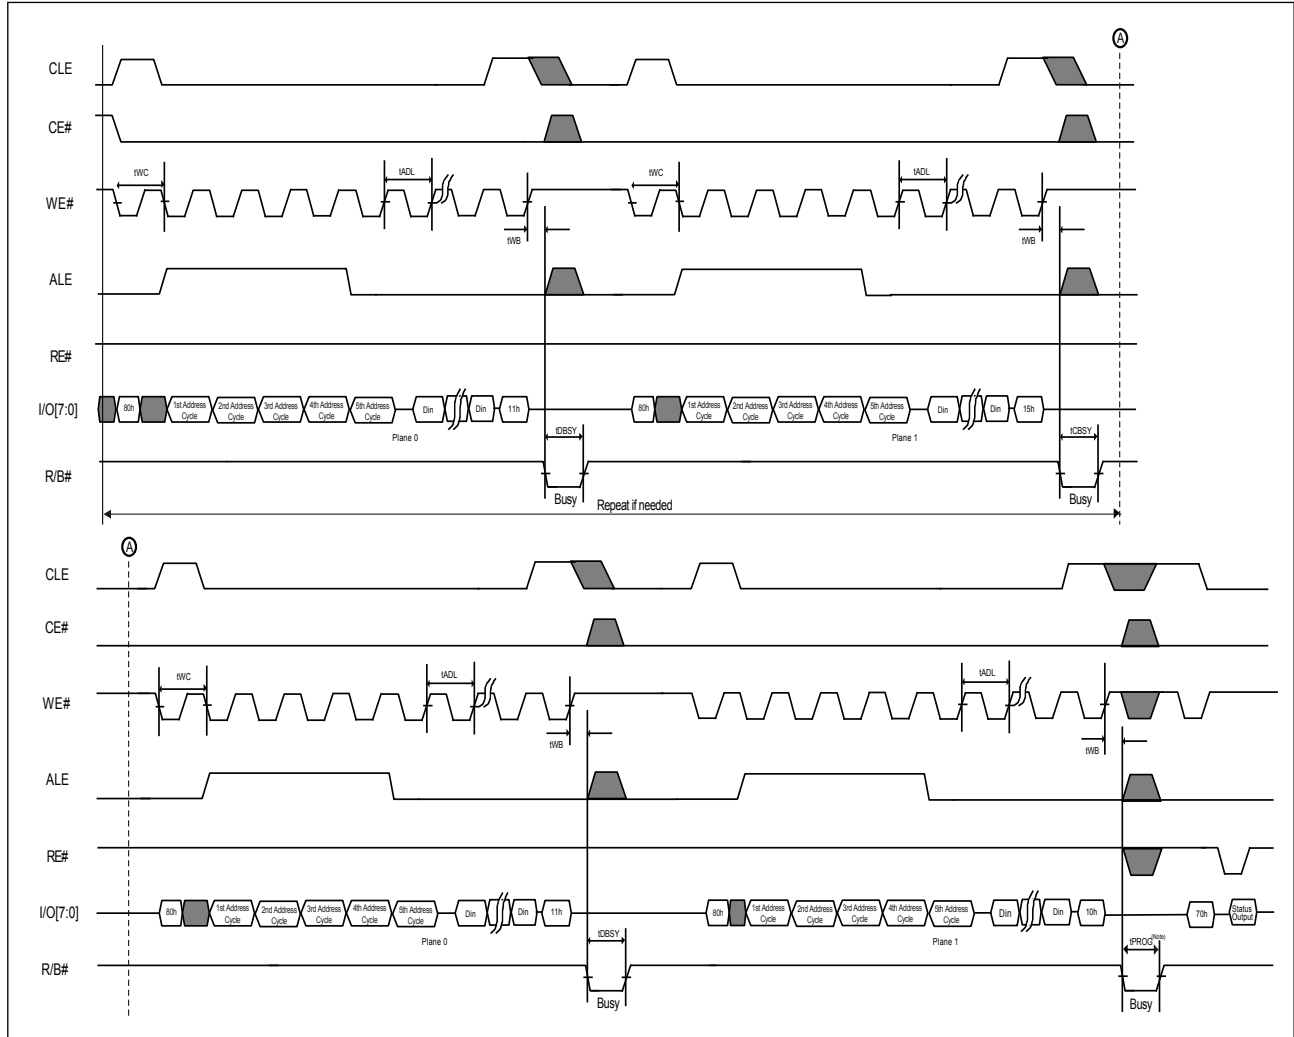 A
CLE
CE#
tWC
tADL
tWC
tADL
WE#
tWB
tWB
ALE
RE#
I/O[7:0]
80h
1st Address Cycle
2nd Address Cycle
3rd Address Cycle
4th Address Cycle
5th Address Cycle
Din
Din
11h
80h
1st Address Cycle
2nd Address Cycle
3rd Address Cycle
4th Address Cycle
5th Address Cycle
Din
Din
15h
Plane 0
tDBSY
Plane 1
tCBSY
R/B#
Busy
Busy
Repeat if needed
A
CLE
CE#
tWC
tADL
tADL
WE#
tWB
tWB
ALE
RE#
I/O[7:0]
80h
1st Address Cycle
2nd Address Cycle
3rd Address Cycle
4th Address Cycle
5th Address Cycle
Din
Din
11h
80h
1st Address Cycle
2nd Address Cycle
3rd Address Cycle
4th Address Cycle
5th Address Cycle
Din
Din
10h
70h
Status Output
Plane 0
tDBSY
Plane 1
tPROG(Note)
R/B#
Busy
Busy